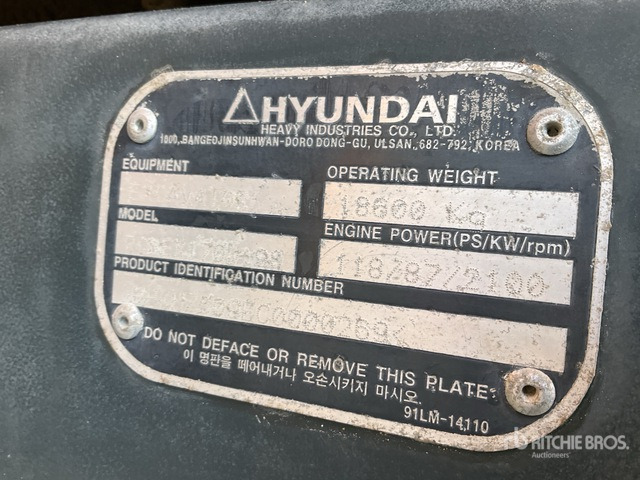 HYUNDAI
HEAVY INDUSTRIES CO., LTD.
1000, BANGEOJINSUNHWAN-DORO DONG-GU, ULSAN, 682-792, KOREA
EQUIPMENT
OPERATING WEIGHT
18600 kg
MODEL
ENGINE POWER(PS/KW/rpm)
118/87/2100
PRODUCT IDENTIFICATION NUMBER
DO NOT DEFACE OR REMOVE THIS PLATE
이 명판을 떼어내거나 오손시키지 마시오.
91LM-14110
RITCHIE BROS.
Auctioneers